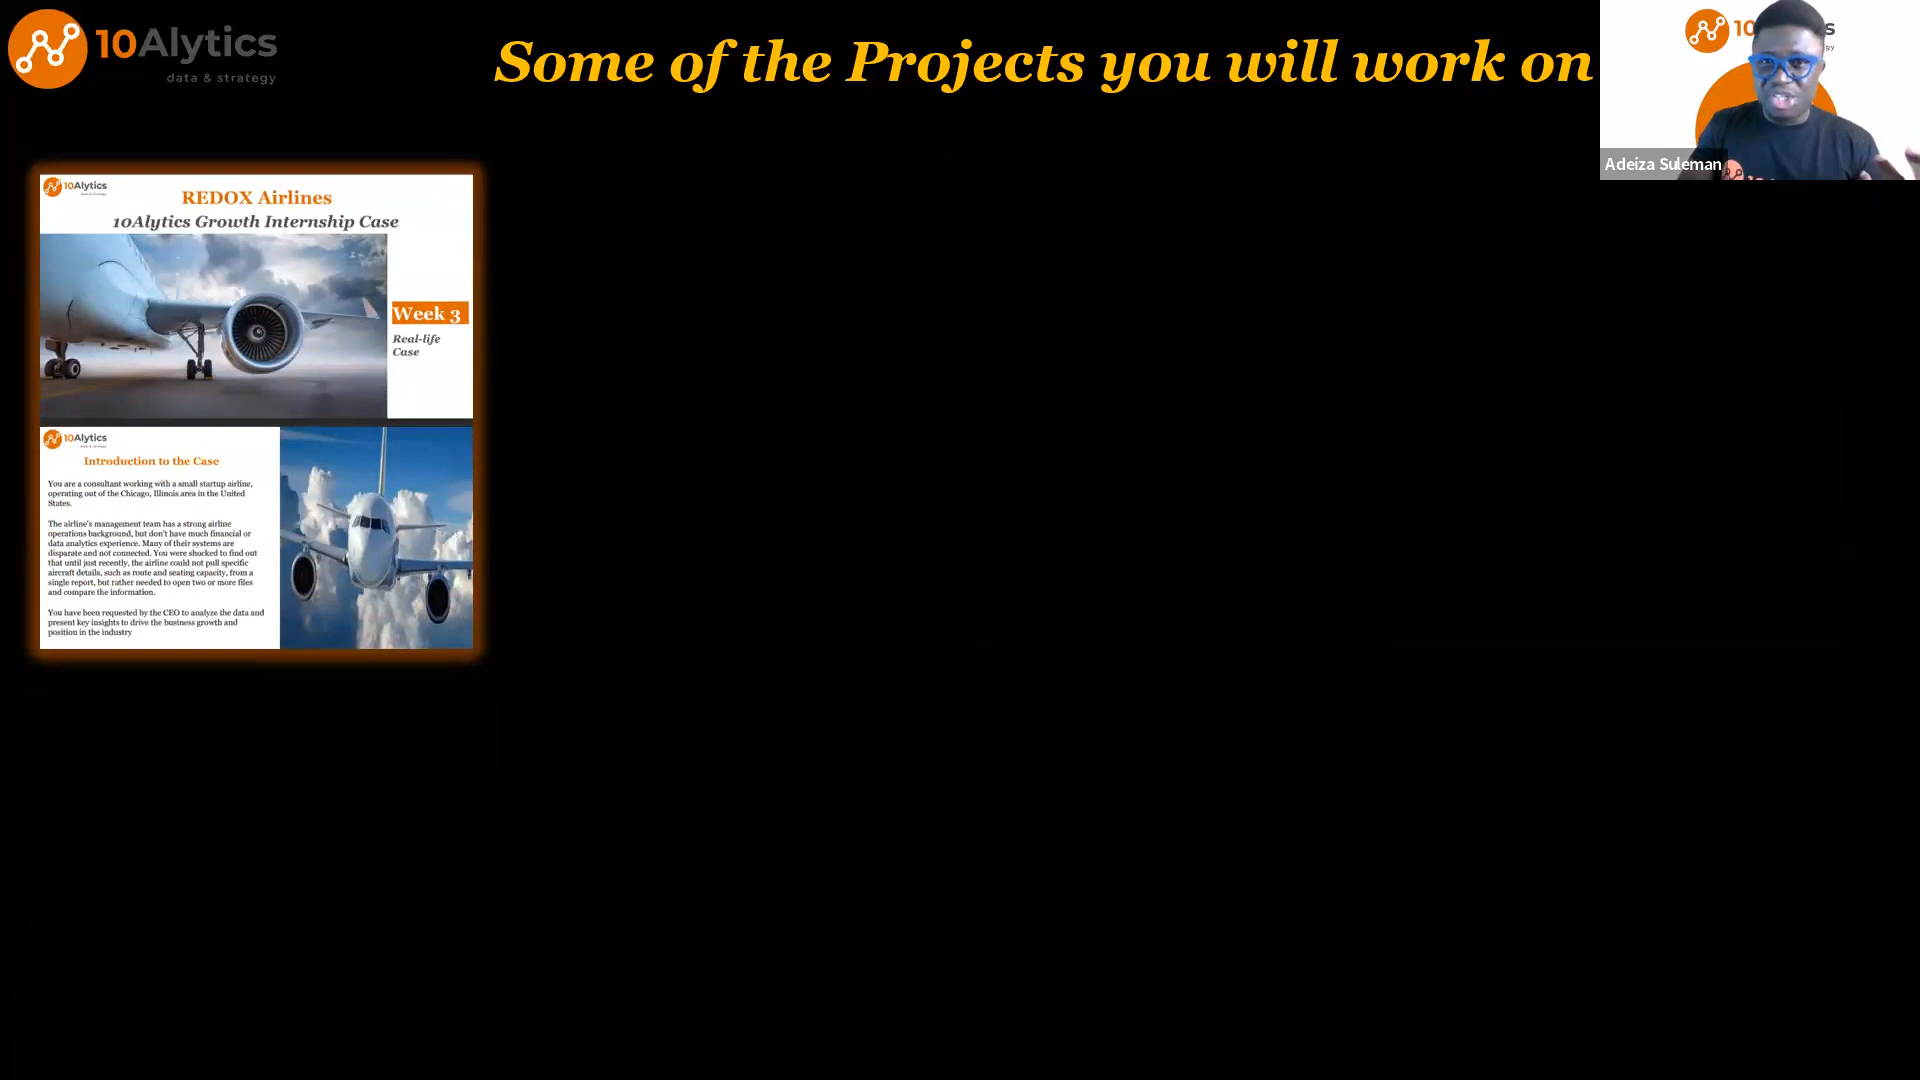 10Alytics
data & strategy
Some of the Projects you will work on
10
s
Adeiza Suleman
10Alytics
REDOX Airlines
10Alytics Growth Internship Case
Week 3
Real-life
Case
10Alytics
Introduction to the Case
You are a consultant working with a small startup airline,
operating out of the Chicago, Illinois area in the United
States.
The airline's management team has a strong airline
operations background, but don't have much financial or
data analytics experience. Many of their systems are
disparate and not connected. You were shocked to find out
that until just recently, the airline could not pull specific
aircraft details, such as route and seating capacity, from a
single report, but rather needed to open two or more files
and compare the information.
You have been requested by the CEO to analyze the data and
present key insights to drive the business growth and
position in the industry